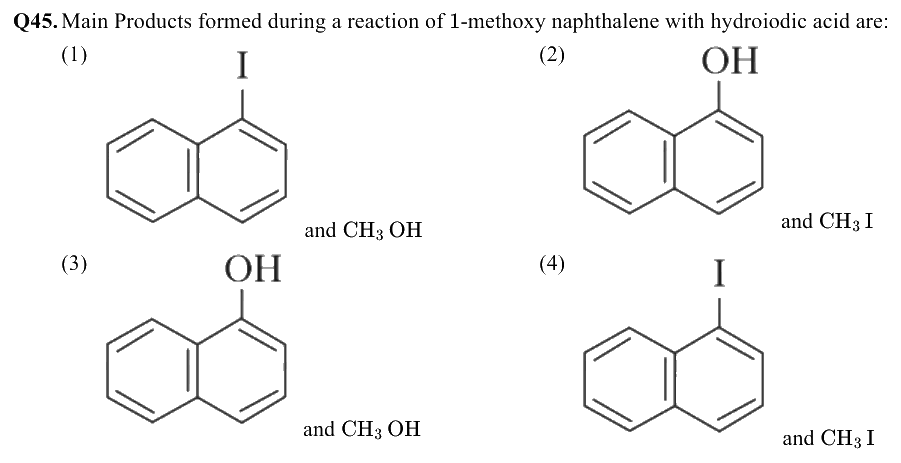 Q45. Main Products formed during a reaction of 1-methoxy naphthalene with hydroiodic acid are:
(1)
I
and CH₃ OH
(2)
OH
and CH₃ I
(3)
OH
and CH₃ OH
(4)
I
and CH₃ I